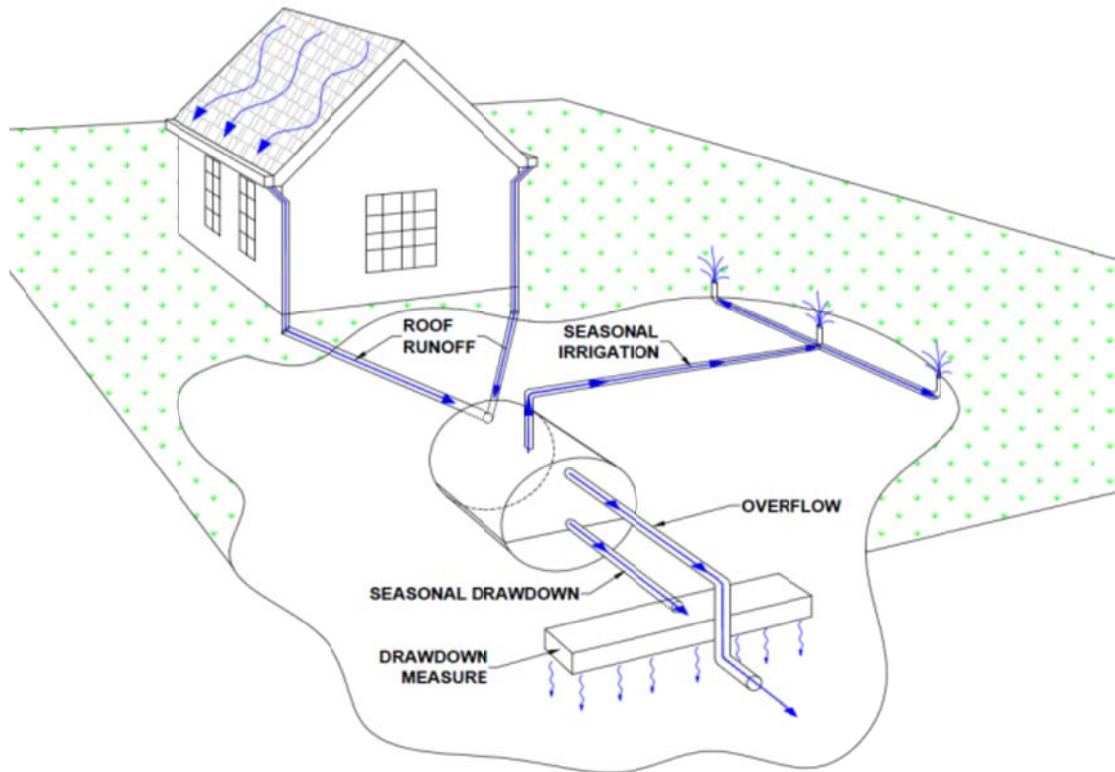 ROOF
RUNOFF
SEASONAL
IRRIGATION
OVERFLOW
SEASONAL DRAWDOWN
DRAWDOWN
MEASURE